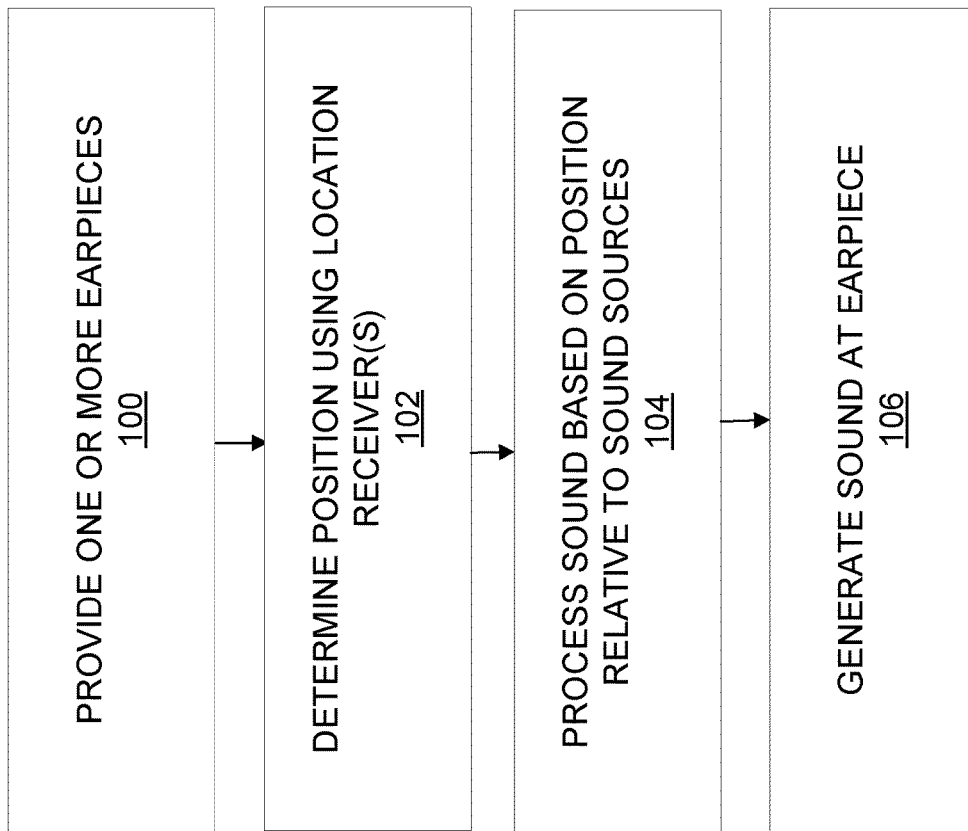 PROVIDE ONE OR MORE EARPIECES
100
DETERMINE POSITION USING LOCATION
RECEIVER(S)
102
PROCESS SOUND BASED ON POSITION
RELATIVE TO SOUND SOURCES
104
GENERATE SOUND AT EARPIECE
106